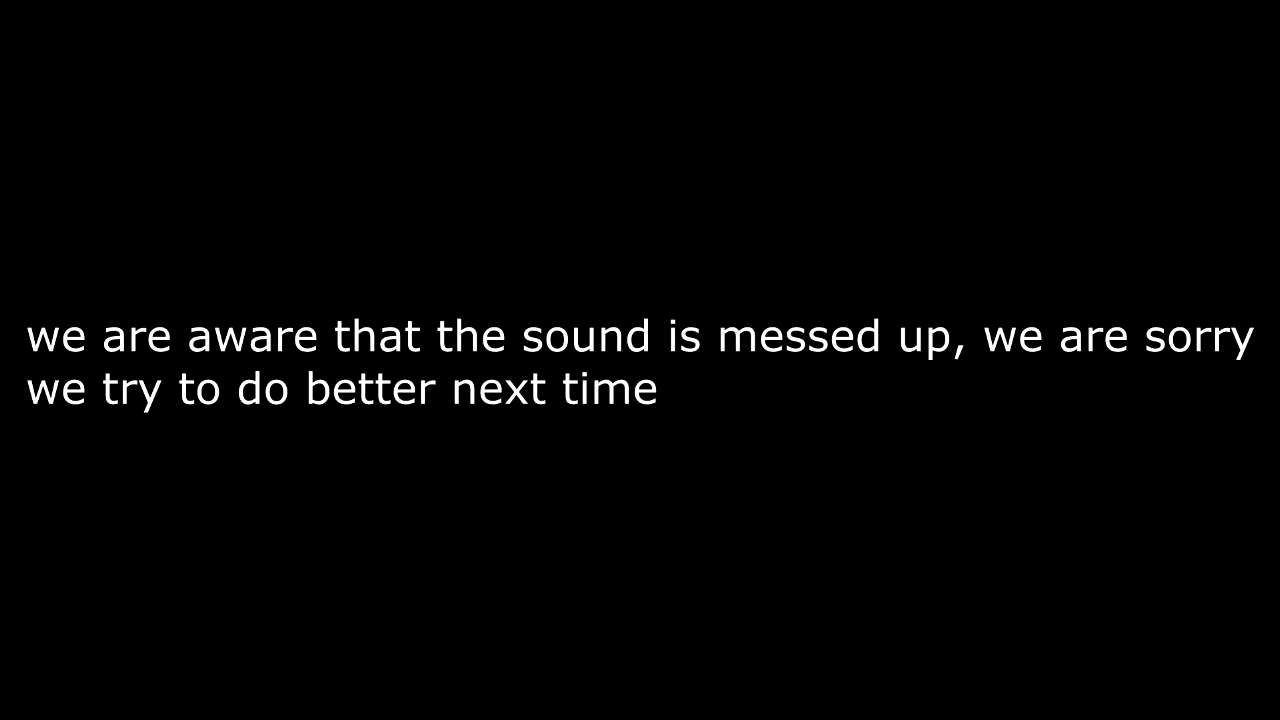 we are aware that the sound is messed up, we are sorry
we try to do better next time